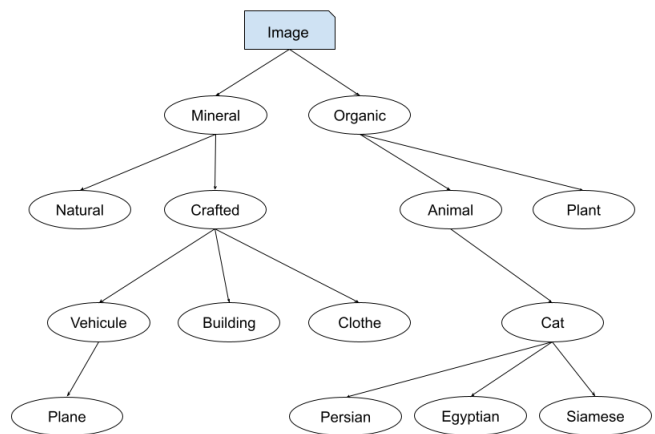 Image
Mineral
Organic
Natural
Crafted
Animal
Plant
Vehicule
Building
Clothe
Cat
Plane
Persian
Egyptian
Siamese